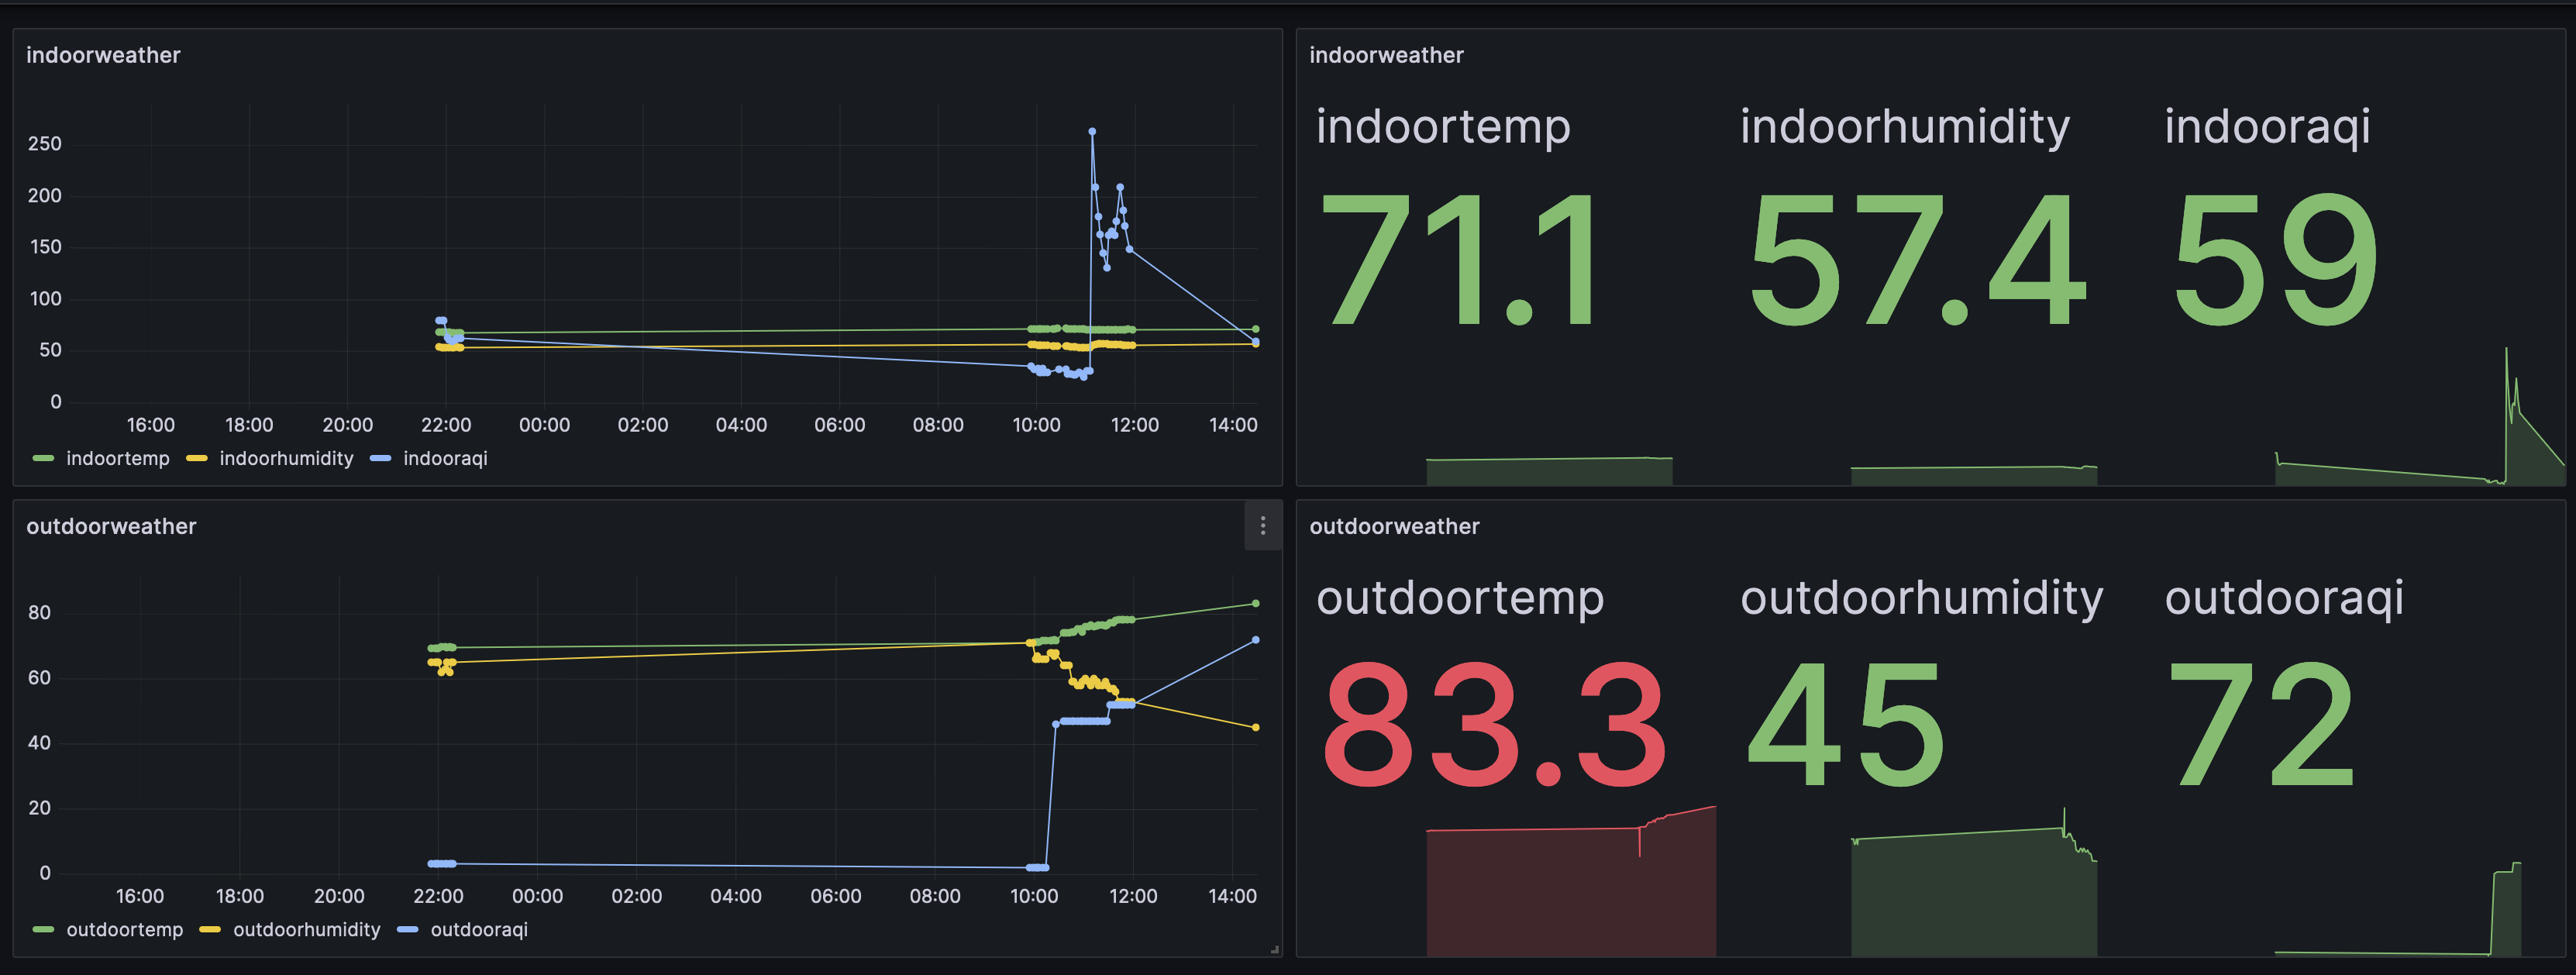 indoorweather
250
200
150
100
50
0
16:00 18:00 20:00 22:00 00:00 02:00 04:00 06:00 08:00 10:00 12:00 14:00
indoortemp indoorhumidity indooraqi
indoorweather
indoortemp indoorhumidity indooraqi
71.1 57.4 59
outdoorweather
80
60
40
20
0
16:00 18:00 20:00 22:00 00:00 02:00 04:00 06:00 08:00 10:00 12:00 14:00
outdoortemp outdoorhumidity outdooraqi
outdoorweather
outdoortemp outdoorhumidity outdooraqi
83.3 45 72